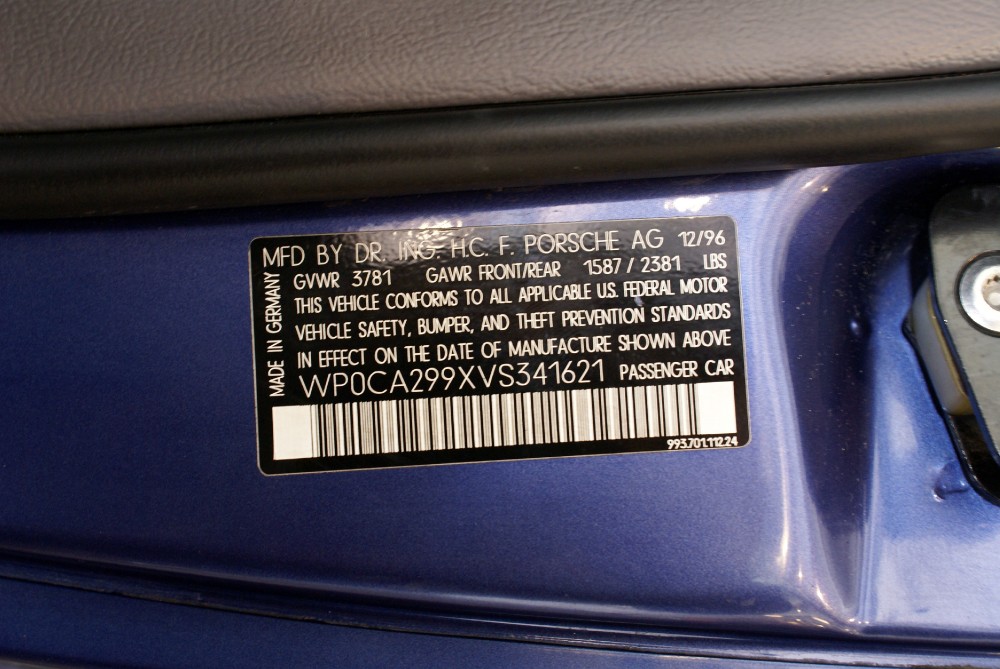 MFD BY DR. ING. H.C. F. PORSCHE AG 12/96
GVWR 3781 GAWR FRONT/REAR 1587 / 2381 LBS
THIS VEHICLE CONFORMS TO ALL APPLICABLE U.S. FEDERAL MOTOR
VEHICLE SAFETY, BUMPER, AND THEFT PREVENTION STANDARDS
IN EFFECT ON THE DATE OF MANUFACTURE SHOWN ABOVE
WP0CA299XVS341621 PASSENGER CAR
993.701.112.24
MADE IN GERMANY